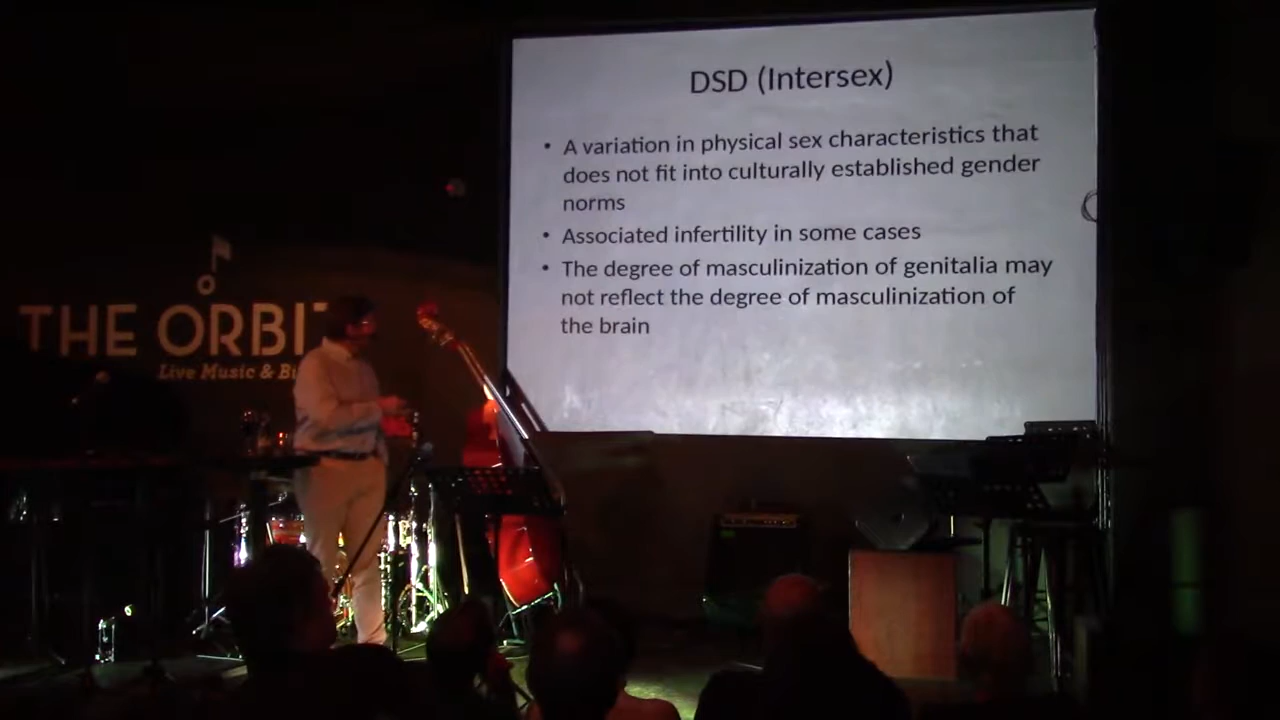 DSD (Intersex)
• A variation in physical sex characteristics that
does not fit into culturally established gender
norms
• Associated infertility in some cases
• The degree of masculinization of genitalia may
not reflect the degree of masculinization of
the brain
THE ORBIT
Live Music &